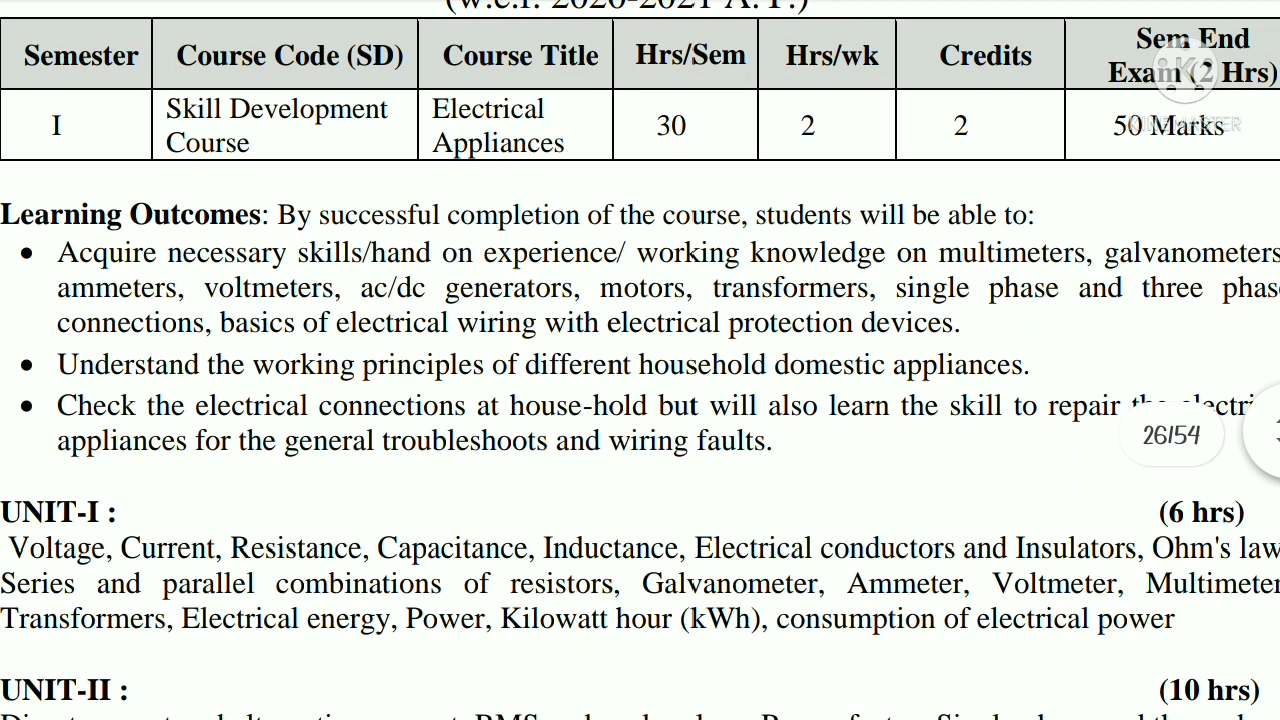 (w.e.f. 2020-2021 A. Y.)
Semester Course Code (SD) Course Title Hrs/Sem Hrs/wk Credits Sem End Exam (2 Hrs)
I Skill Development Course Electrical Appliances 30 2 2 50 Marks
KINEMASTER
Learning Outcomes: By successful completion of the course, students will be able to:
• Acquire necessary skills/hand on experience/ working knowledge on multimeters, galvanometers
ammeters, voltmeters, ac/dc generators, motors, transformers, single phase and three phase
connections, basics of electrical wiring with electrical protection devices.
• Understand the working principles of different household domestic appliances.
• Check the electrical connections at house-hold but will also learn the skill to repair the electri
appliances for the general troubleshoots and wiring faults.
26/54
UNIT-I : (6 hrs)
Voltage, Current, Resistance, Capacitance, Inductance, Electrical conductors and Insulators, Ohm's law
Series and parallel combinations of resistors, Galvanometer, Ammeter, Voltmeter, Multimeter
Transformers, Electrical energy, Power, Kilowatt hour (kWh), consumption of electrical power
UNIT-II : (10 hrs)